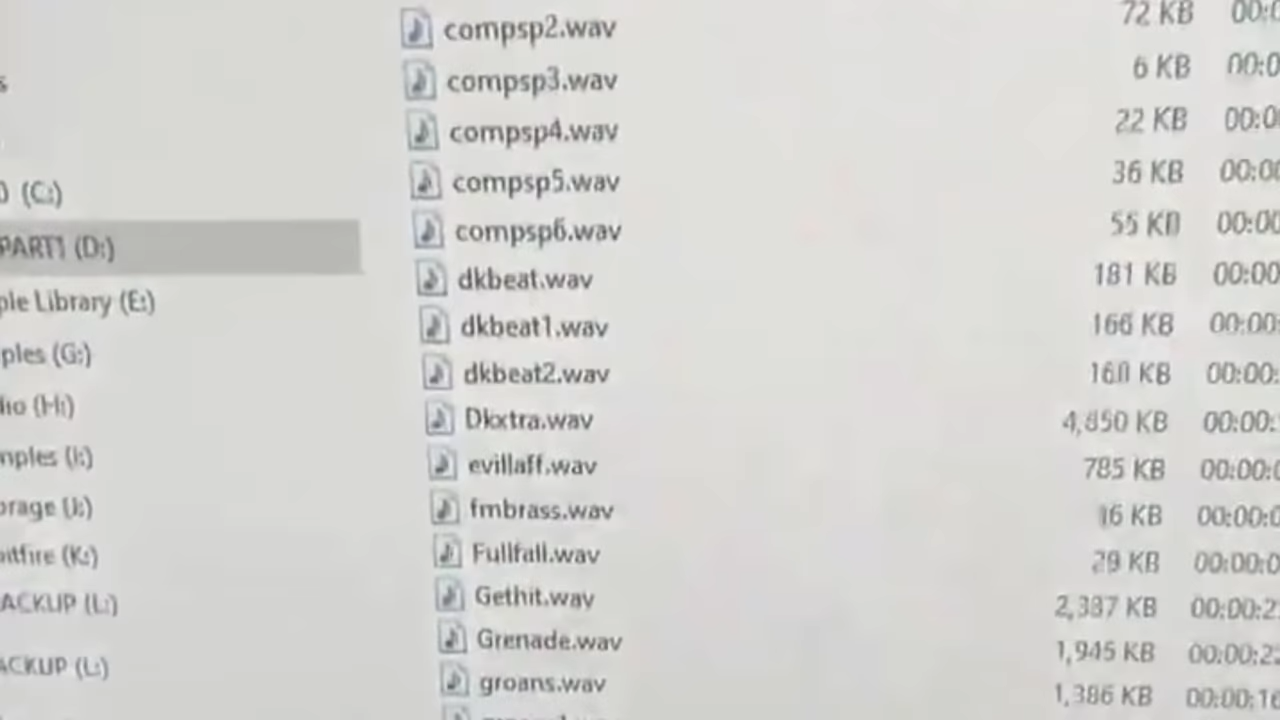 compsp2.wav 72 KB
compsp3.wav 6 KB
compsp4.wav 22 KB
compsp5.wav 36 KB
compsp6.wav 55 KB
dkbeat.wav 181 KB
dkbeat1.wav 166 KB
dkbeat2.wav 160 KB
Dkxtra.wav 4,850 KB
evillaff.wav 785 KB
fmbrass.wav 16 KB
Fullfall.wav 29 KB
Gethit.wav 2,387 KB
Grenade.wav 1,945 KB
groans.wav 1,386 KB
(C:)
PART1 (D:)
ple Library (E:)
ples (G:)
dio (H:)
mples (I:)
orage (J:)
pitfire (K:)
ACKUP (L:)
ACKUP (L:)